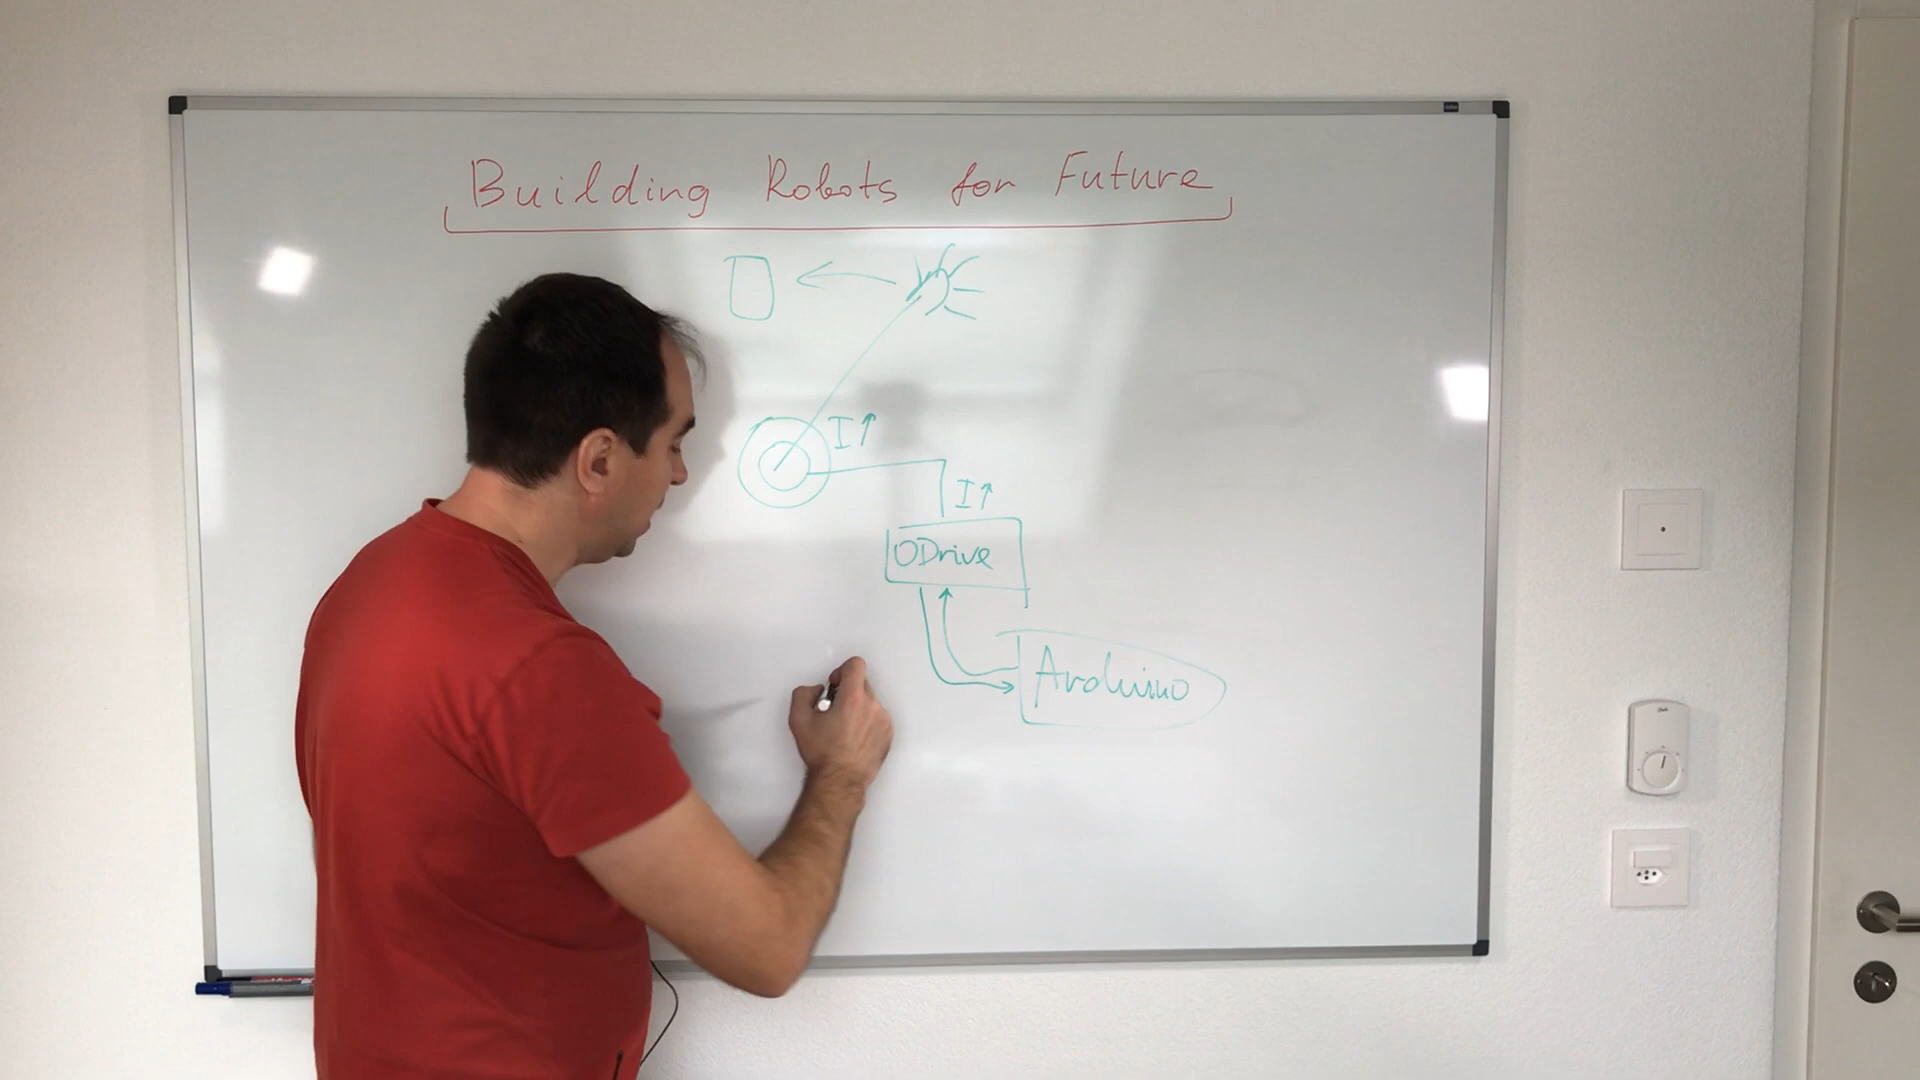 Building Robots for Future
I↑
I↑
ODrive
Arduino